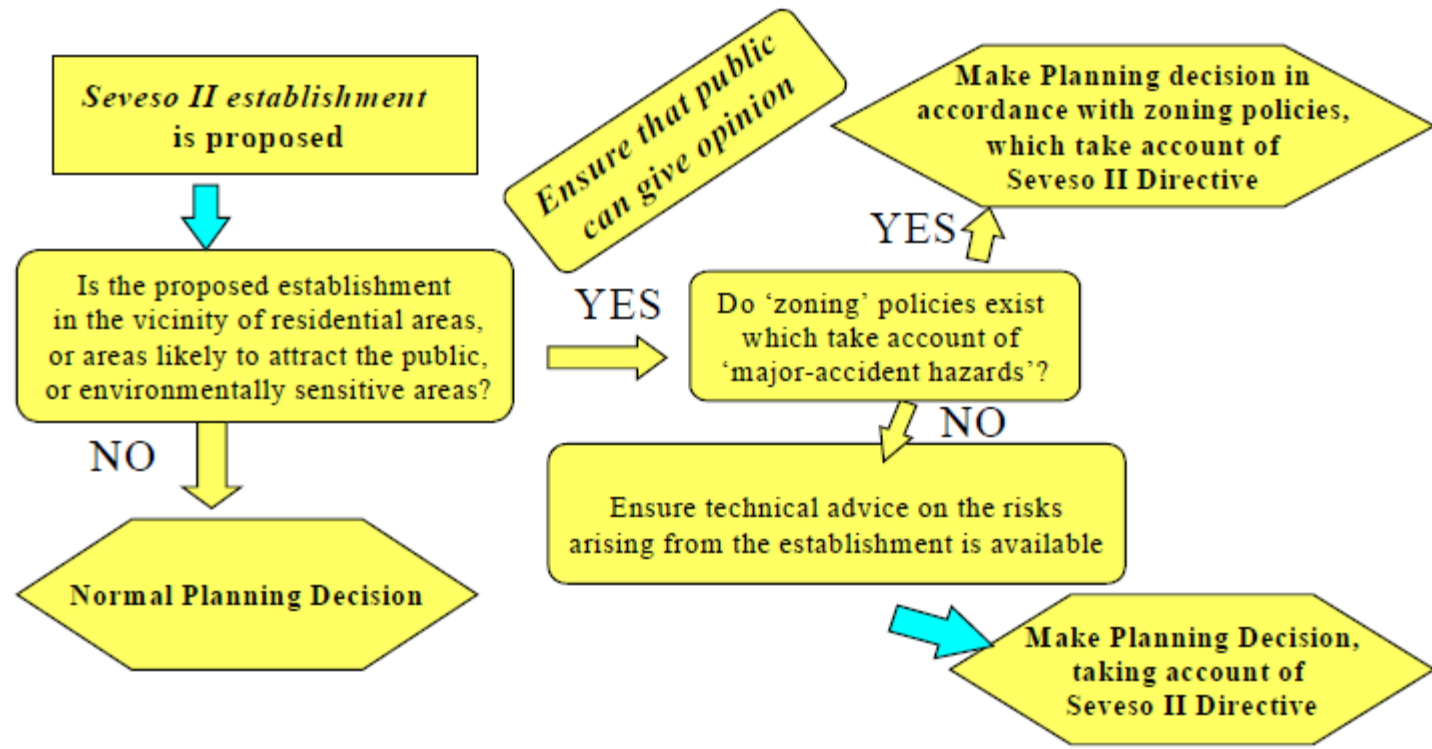 Seveso II establishment
is proposed
Ensure that public
can give opinion
Make Planning decision in
accordance with zoning policies,
which take account of
Seveso II Directive
YES
Is the proposed establishment
in the vicinity of residential areas,
or areas likely to attract the public,
or environmentally sensitive areas?
YES
Do ‘zoning’ policies exist
which take account of
‘major-accident hazards’?
NO
NO
Ensure technical advice on the risks
arising from the establishment is available
Normal Planning Decision
Make Planning Decision,
taking account of
Seveso II Directive